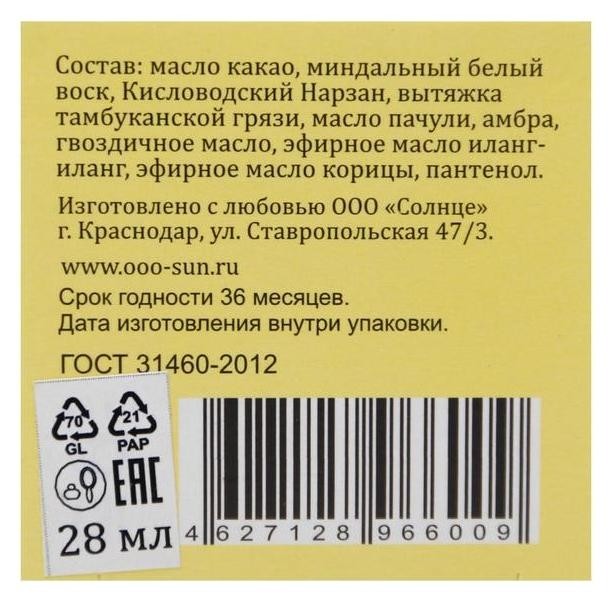 Состав: масло какао, миндальный белый
воск, Кисловодский Нарзан, вытяжка
тамбуканской грязи, масло пачули, амбра,
гвоздичное масло, эфирное масло иланг-
иланг, эфирное масло корицы, пантенол.
Изготовлено с любовью ООО «Солнце»
г. Краснодар, ул. Ставропольская 47/3.
www.ooo-sun.ru
Срок годности 36 месяцев.
Дата изготовления внутри упаковки.
ГОСТ 31460-2012
70 21
GL PAP
EAC
28 мл
4 627128 966009